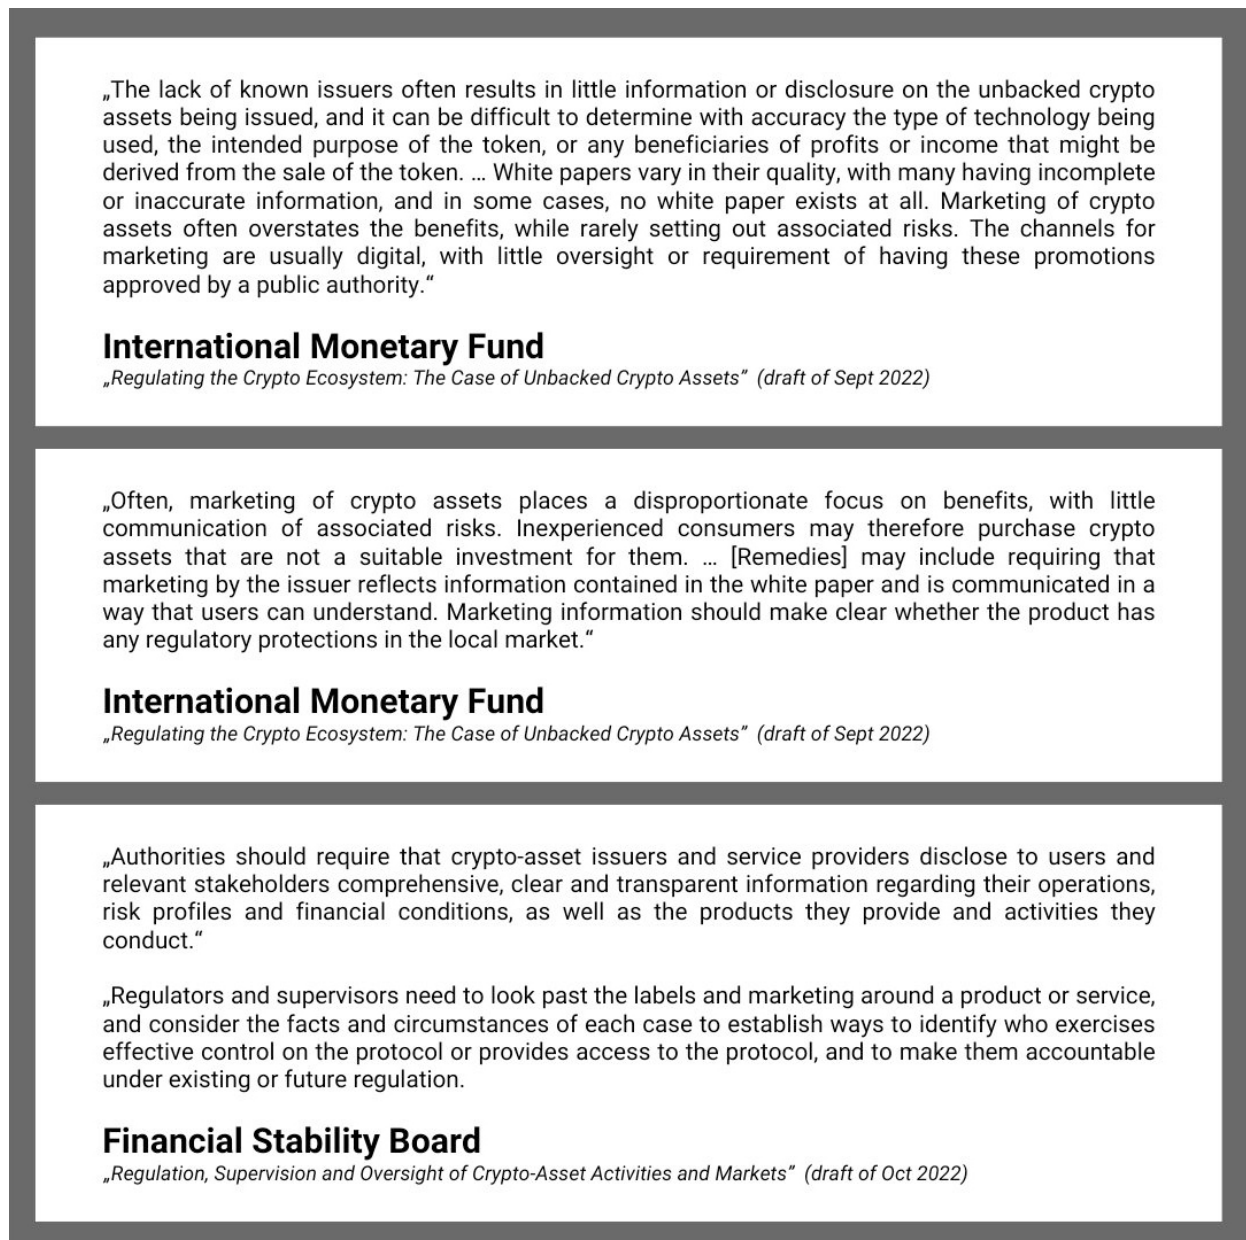 „The lack of known issuers often results in little information or disclosure on the unbacked crypto
assets being issued, and it can be difficult to determine with accuracy the type of technology being
used, the intended purpose of the token, or any beneficiaries of profits or income that might be
derived from the sale of the token. ... White papers vary in their quality, with many having incomplete
or inaccurate information, and in some cases, no white paper exists at all. Marketing of crypto
assets often overstates the benefits, while rarely setting out associated risks. The channels for
marketing are usually digital, with little oversight or requirement of having these promotions
approved by a public authority.“
International Monetary Fund
„Regulating the Crypto Ecosystem: The Case of Unbacked Crypto Assets” (draft of Sept 2022)
„Often, marketing of crypto assets places a disproportionate focus on benefits, with little
communication of associated risks. Inexperienced consumers may therefore purchase crypto
assets that are not a suitable investment for them. ... [Remedies] may include requiring that
marketing by the issuer reflects information contained in the white paper and is communicated in a
way that users can understand. Marketing information should make clear whether the product has
any regulatory protections in the local market.“
International Monetary Fund
„Regulating the Crypto Ecosystem: The Case of Unbacked Crypto Assets” (draft of Sept 2022)
„Authorities should require that crypto-asset issuers and service providers disclose to users and
relevant stakeholders comprehensive, clear and transparent information regarding their operations,
risk profiles and financial conditions, as well as the products they provide and activities they
conduct.“
„Regulators and supervisors need to look past the labels and marketing around a product or service,
and consider the facts and circumstances of each case to establish ways to identify who exercises
effective control on the protocol or provides access to the protocol, and to make them accountable
under existing or future regulation.
Financial Stability Board
„Regulation, Supervision and Oversight of Crypto-Asset Activities and Markets” (draft of Oct 2022)